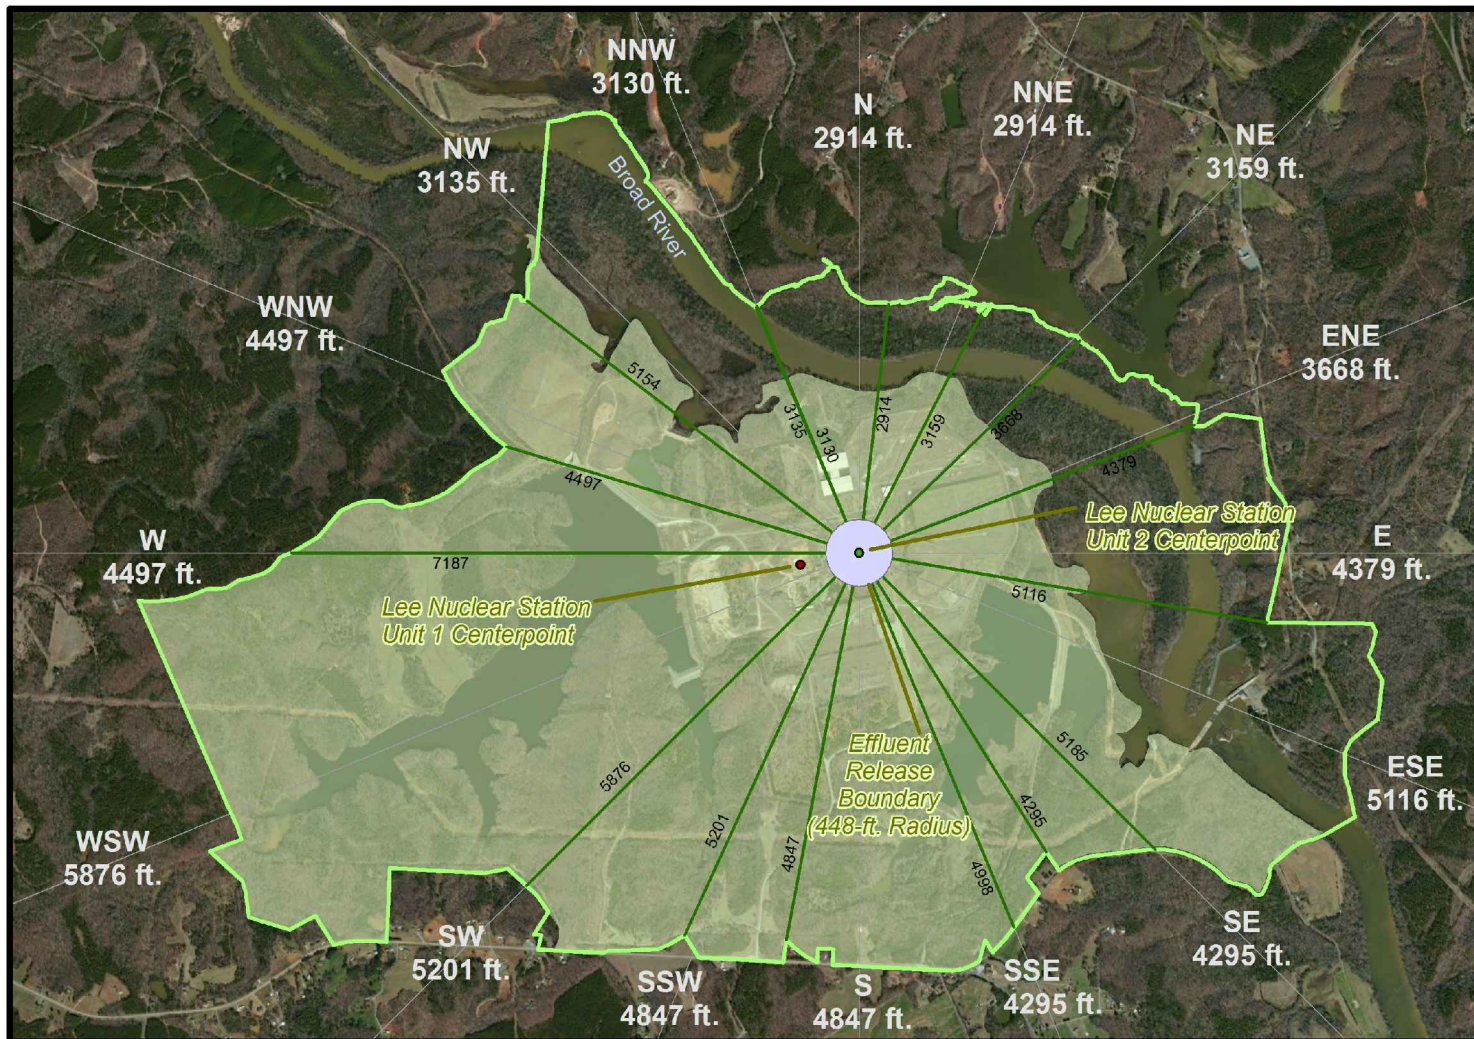 NNW
3130 ft.
N
2914 ft.
NNE
2914 ft.
NE
3159 ft.
NW
3135 ft.
Broad River
WNW
4497 ft.
ENE
3668 ft.
5154
3135
3130
2914
3159
3668
4379
4497
W
4497 ft.
7187
Lee Nuclear Station
Unit 2 Centerpoint
E
4379 ft.
Lee Nuclear Station
Unit 1 Centerpoint
5116
Effluent
Release
Boundary
(448-ft. Radius)
5876
5201
4847
4998
4295
5185
ESE
5116 ft.
WSW
5876 ft.
SW
5201 ft.
SSW
4847 ft.
S
4847 ft.
SSE
4295 ft.
SE
4295 ft.